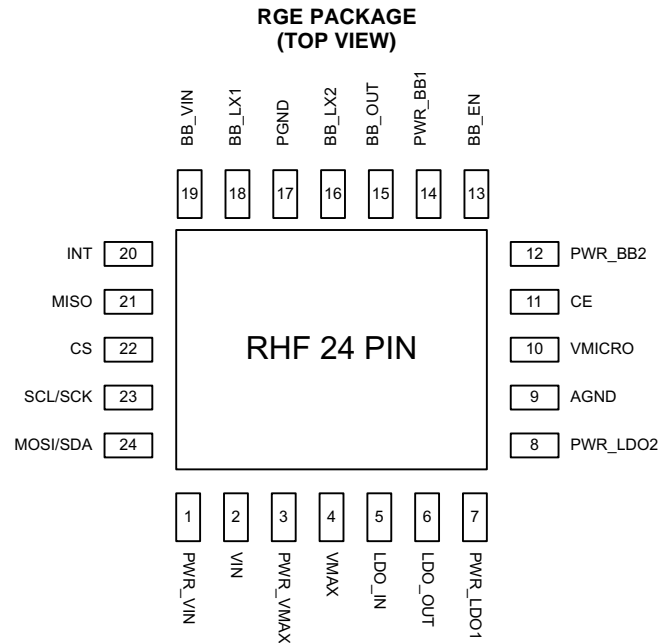 RGE PACKAGE
(TOP VIEW)
BB_VIN
BB_LX1
PGND
BB_LX2
BB_OUT
PWR_BB1
BB_EN
19
18
17
16
15
14
13
INT 20
MISO 21
CS 22
SCL/SCK 23
MOSI/SDA 24
RHF 24 PIN
12 PWR_BB2
11 CE
10 VMICRO
9 AGND
8 PWR_LDO2
1
2
3
4
5
6
7
PWR_VIN
VIN
PWR_VMAX
VMAX
LDO_IN
LDO_OUT
PWR_LDO1